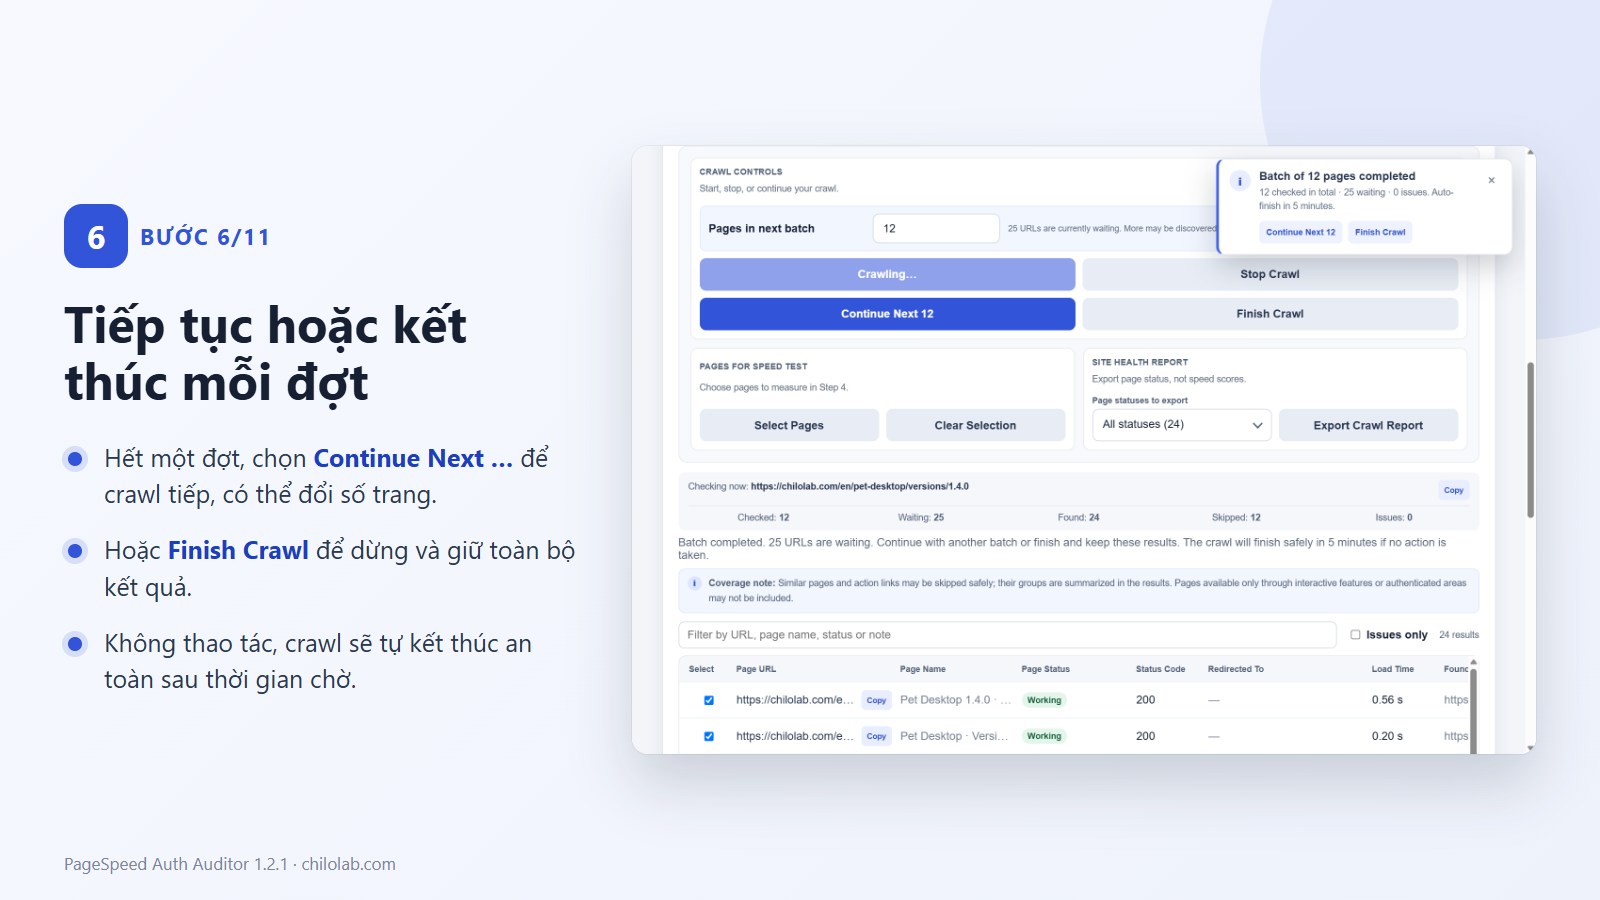 6
BƯỚC 6/11
Tiếp tục hoặc kết
thúc mỗi đợt
Hết một đợt, chọn Continue Next ... để
crawl tiếp, có thể đổi số trang.
Hoặc Finish Crawl để dừng và giữ toàn bộ
kết quả.
Không thao tác, crawl sẽ tự kết thúc an
toàn sau thời gian chờ.
PageSpeed Auth Auditor 1.2.1 · chilolab.com
CRAWL CONTROLS
Start, stop, or continue your crawl.
Pages in next batch
12
25 URLs are currently waiting. More may be discovered
Batch of 12 pages completed
×
12 checked in total · 25 waiting · 0 issues. Auto-
finish in 5 minutes.
Continue Next 12
Finish Crawl
Crawling...
Stop Crawl
Continue Next 12
Finish Crawl
PAGES FOR SPEED TEST
Choose pages to measure in Step 4.
Select Pages
Clear Selection
SITE HEALTH REPORT
Export page status, not speed scores.
Page statuses to export
All statuses (24)
Export Crawl Report
Checking now: https://chilolab.com/en/pet-desktop/versions/1.4.0
Copy
Checked: 12
Waiting: 25
Found: 24
Skipped: 12
Issues: 0
Batch completed. 25 URLs are waiting. Continue with another batch or finish and keep these results. The crawl will finish safely in 5 minutes if no action is
taken.
Coverage note: Similar pages and action links may be skipped safely; their groups are summarized in the results. Pages available only through interactive features or authenticated areas
may not be included.
Filter by URL, page name, status or note
Issues only
24 results
Select Page URL Page Name Page Status Status Code Redirected To Load Time Found
https://chilolab.com/e... Copy Pet Desktop 1.4.0 · ... Working 200 — 0.56 s https
https://chilolab.com/e... Copy Pet Desktop · Versi... Working 200 — 0.20 s https